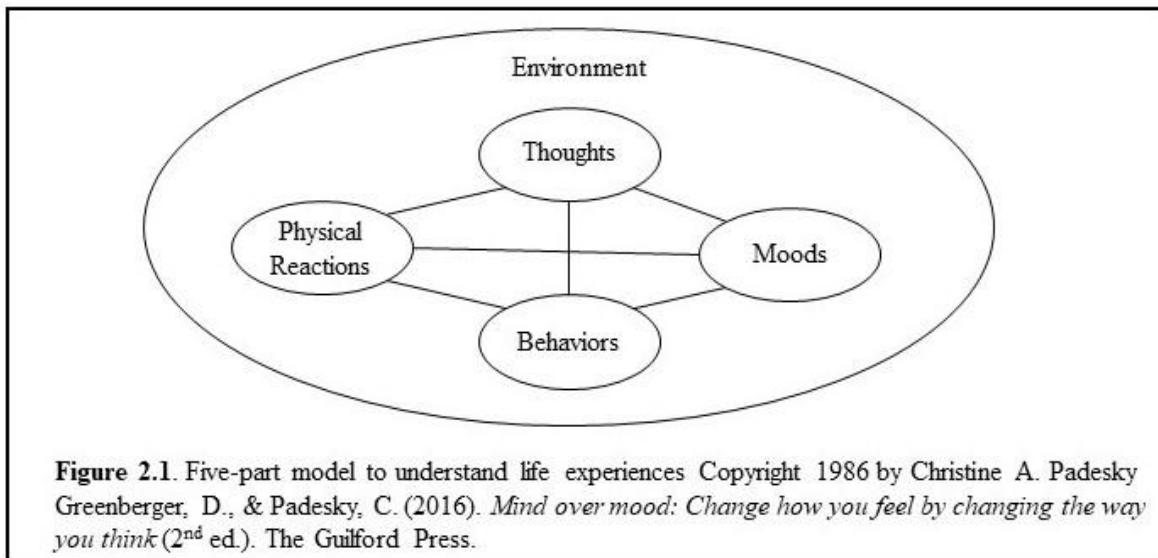 Environment
Thoughts
Physical
Reactions
Moods
Behaviors
Figure 2.1. Five-part model to understand life experiences Copyright 1986 by Christine A. Padesky
Greenberger, D., & Padesky, C. (2016). Mind over mood: Change how you feel by changing the way
you think (2nd ed.). The Guilford Press.